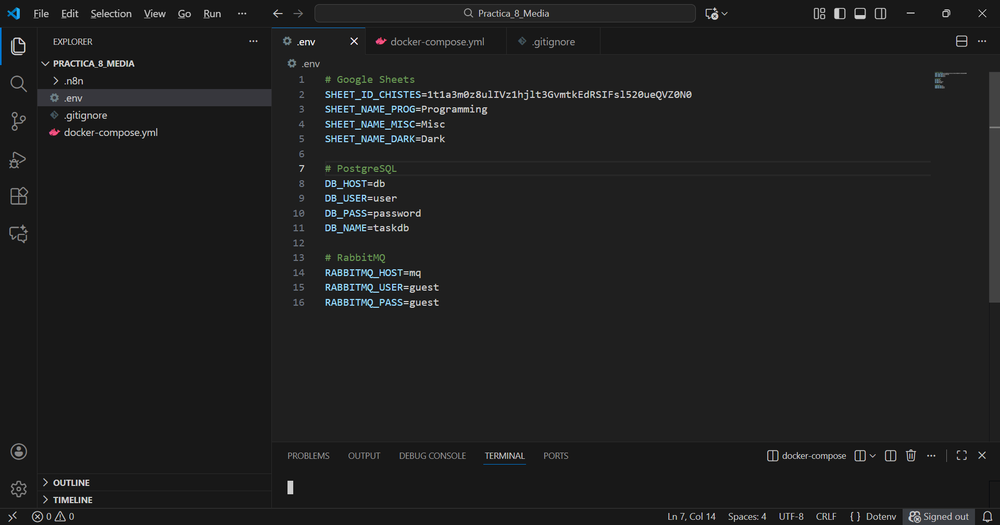 File Edit Selection View Go Run ···
Practica_8_Media
EXPLORER ···
PRACTICA_8_MEDIA
.n8n
.env
.gitignore
docker-compose.yml
OUTLINE
TIMELINE
.env docker-compose.yml .gitignore
.env
1 # Google Sheets
2 SHEET_ID_CHISTES=1t1a3m0z8ulIVz1hjlt3GvmtkEdRSIFsl520ueQVZ0N0
3 SHEET_NAME_PROG=Programming
4 SHEET_NAME_MISC=Misc
5 SHEET_NAME_DARK=Dark
6
7 # PostgreSQL
8 DB_HOST=db
9 DB_USER=user
10 DB_PASS=password
11 DB_NAME=taskdb
12
13 # RabbitMQ
14 RABBITMQ_HOST=mq
15 RABBITMQ_USER=guest
16 RABBITMQ_PASS=guest
PROBLEMS OUTPUT DEBUG CONSOLE TERMINAL PORTS docker-compose
0 0 Ln 7, Col 14 Spaces: 4 UTF-8 CRLF { } Dotenv Signed out